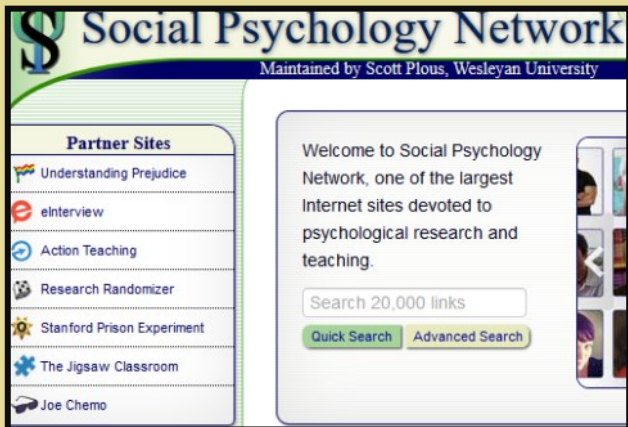 Social Psychology Network
Maintained by Scott Plous, Wesleyan University
Partner Sites
Understanding Prejudice
eInterview
Action Teaching
Research Randomizer
Stanford Prison Experiment
The Jigsaw Classroom
Joe Chemo
Welcome to Social Psychology
Network, one of the largest
Internet sites devoted to
psychological research and
teaching.
Search 20,000 links
Quick Search Advanced Search